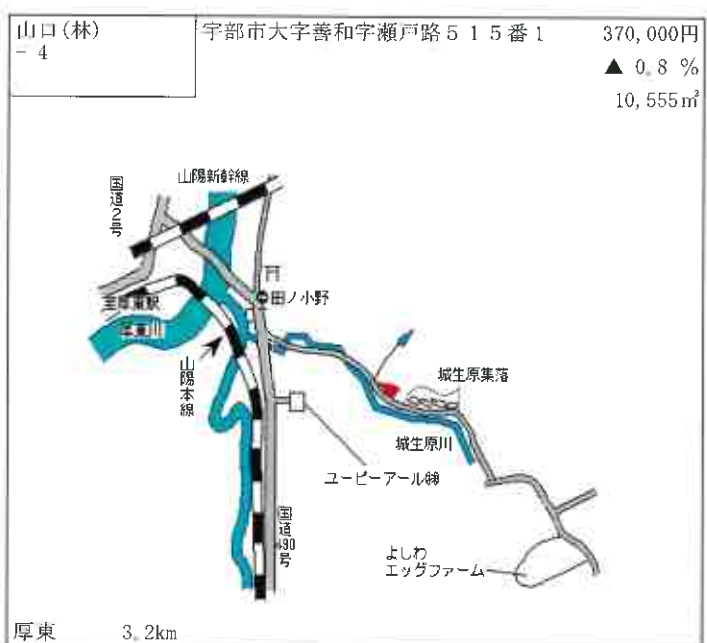 山口(林)
- 4
宇部市大字善和字瀬戸路515番1
370,000円
▲ 0.8 %
10,555㎡
山陽新幹線
国道2号
田ノ小野
至厚東駅
厚東川
山陽本線
城生原集落
城生原川
ユーピーアール㈱
国道490号
よしわ
エッグファーム
厚東 3.2km